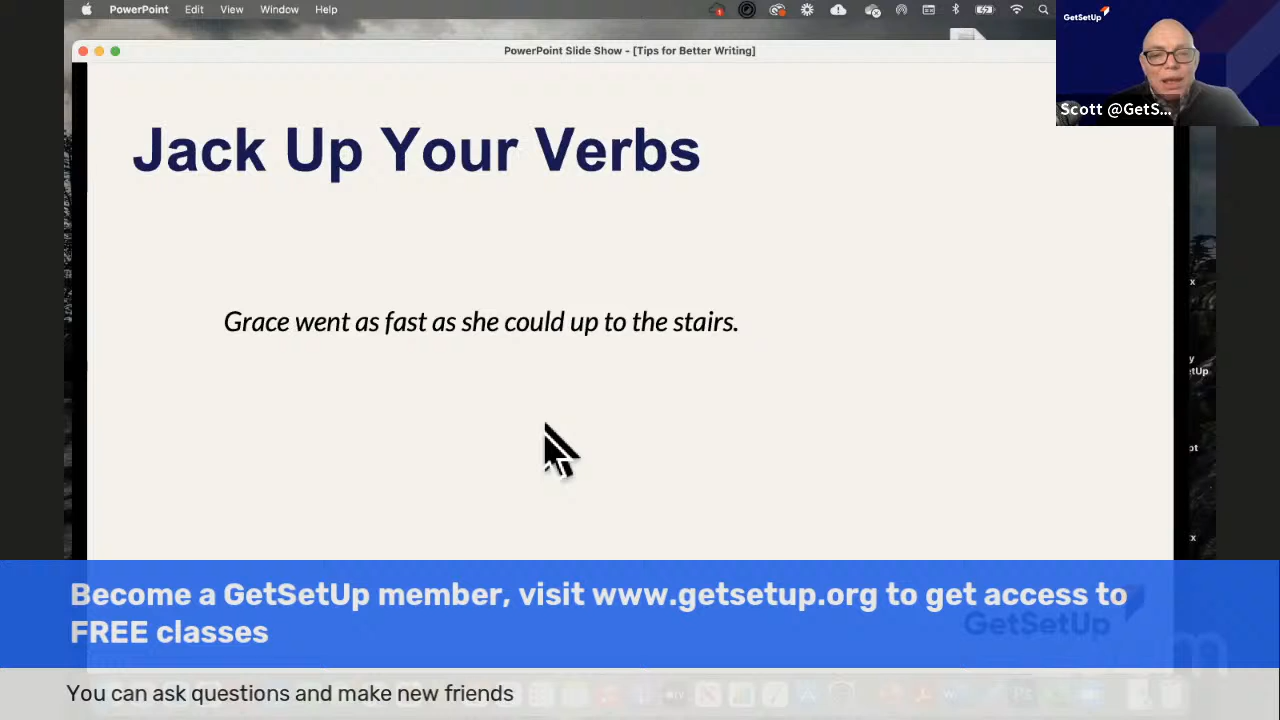 PowerPoint Edit View Window Help
GetSetUp
PowerPoint Slide Show - [Tips for Better Writing]
Scott @GetS...
Jack Up Your Verbs
Grace went as fast as she could up to the stairs.
Become a GetSetUp member, visit www.getsetup.org to get access to
FREE classes
GetSetUp
You can ask questions and make new friends